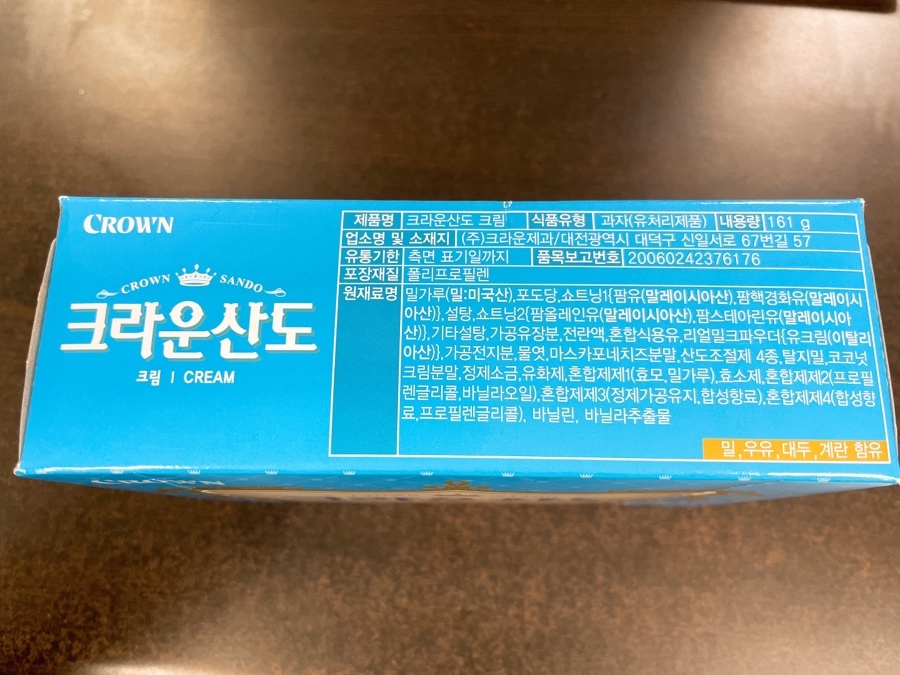 CROWN
CROWN SANDO
크라운산도
크림 | CREAM
제품명 크라운산도 크림 식품유형 과자(유처리제품) 내용량 161 g
업소명 및 소재지 (주)크라운제과/대전광역시 대덕구 신일서로 67번길 57
유통기한 측면 표기일까지 품목보고번호 20060242376176
포장재질 폴리프로필렌
원재료명 밀가루(밀:미국산),포도당,쇼트닝1{팜유(말레이시아산),팜핵경화유(말레이시
아산)},설탕,쇼트닝2{팜올레인유(말레이시아산),팜스테아린유(말레이시아
산)},기타설탕,가공유장분,전란액,혼합식용유,리얼밀크파우더{유크림(이탈리
아산)},가공전지분,물엿,마스카포네치즈분말,산도조절제 4종,탈지밀,코코넛
크림분말,정제소금,유화제,혼합제제1(효모,밀가루),효소제,혼합제제2(프로필
렌글리콜,바닐라오일),혼합제제3(정제가공유지,합성향료),혼합제제4(합성향
료,프로필렌글리콜), 바닐린, 바닐라추출물
밀,우유,대두,계란 함유
CROWN